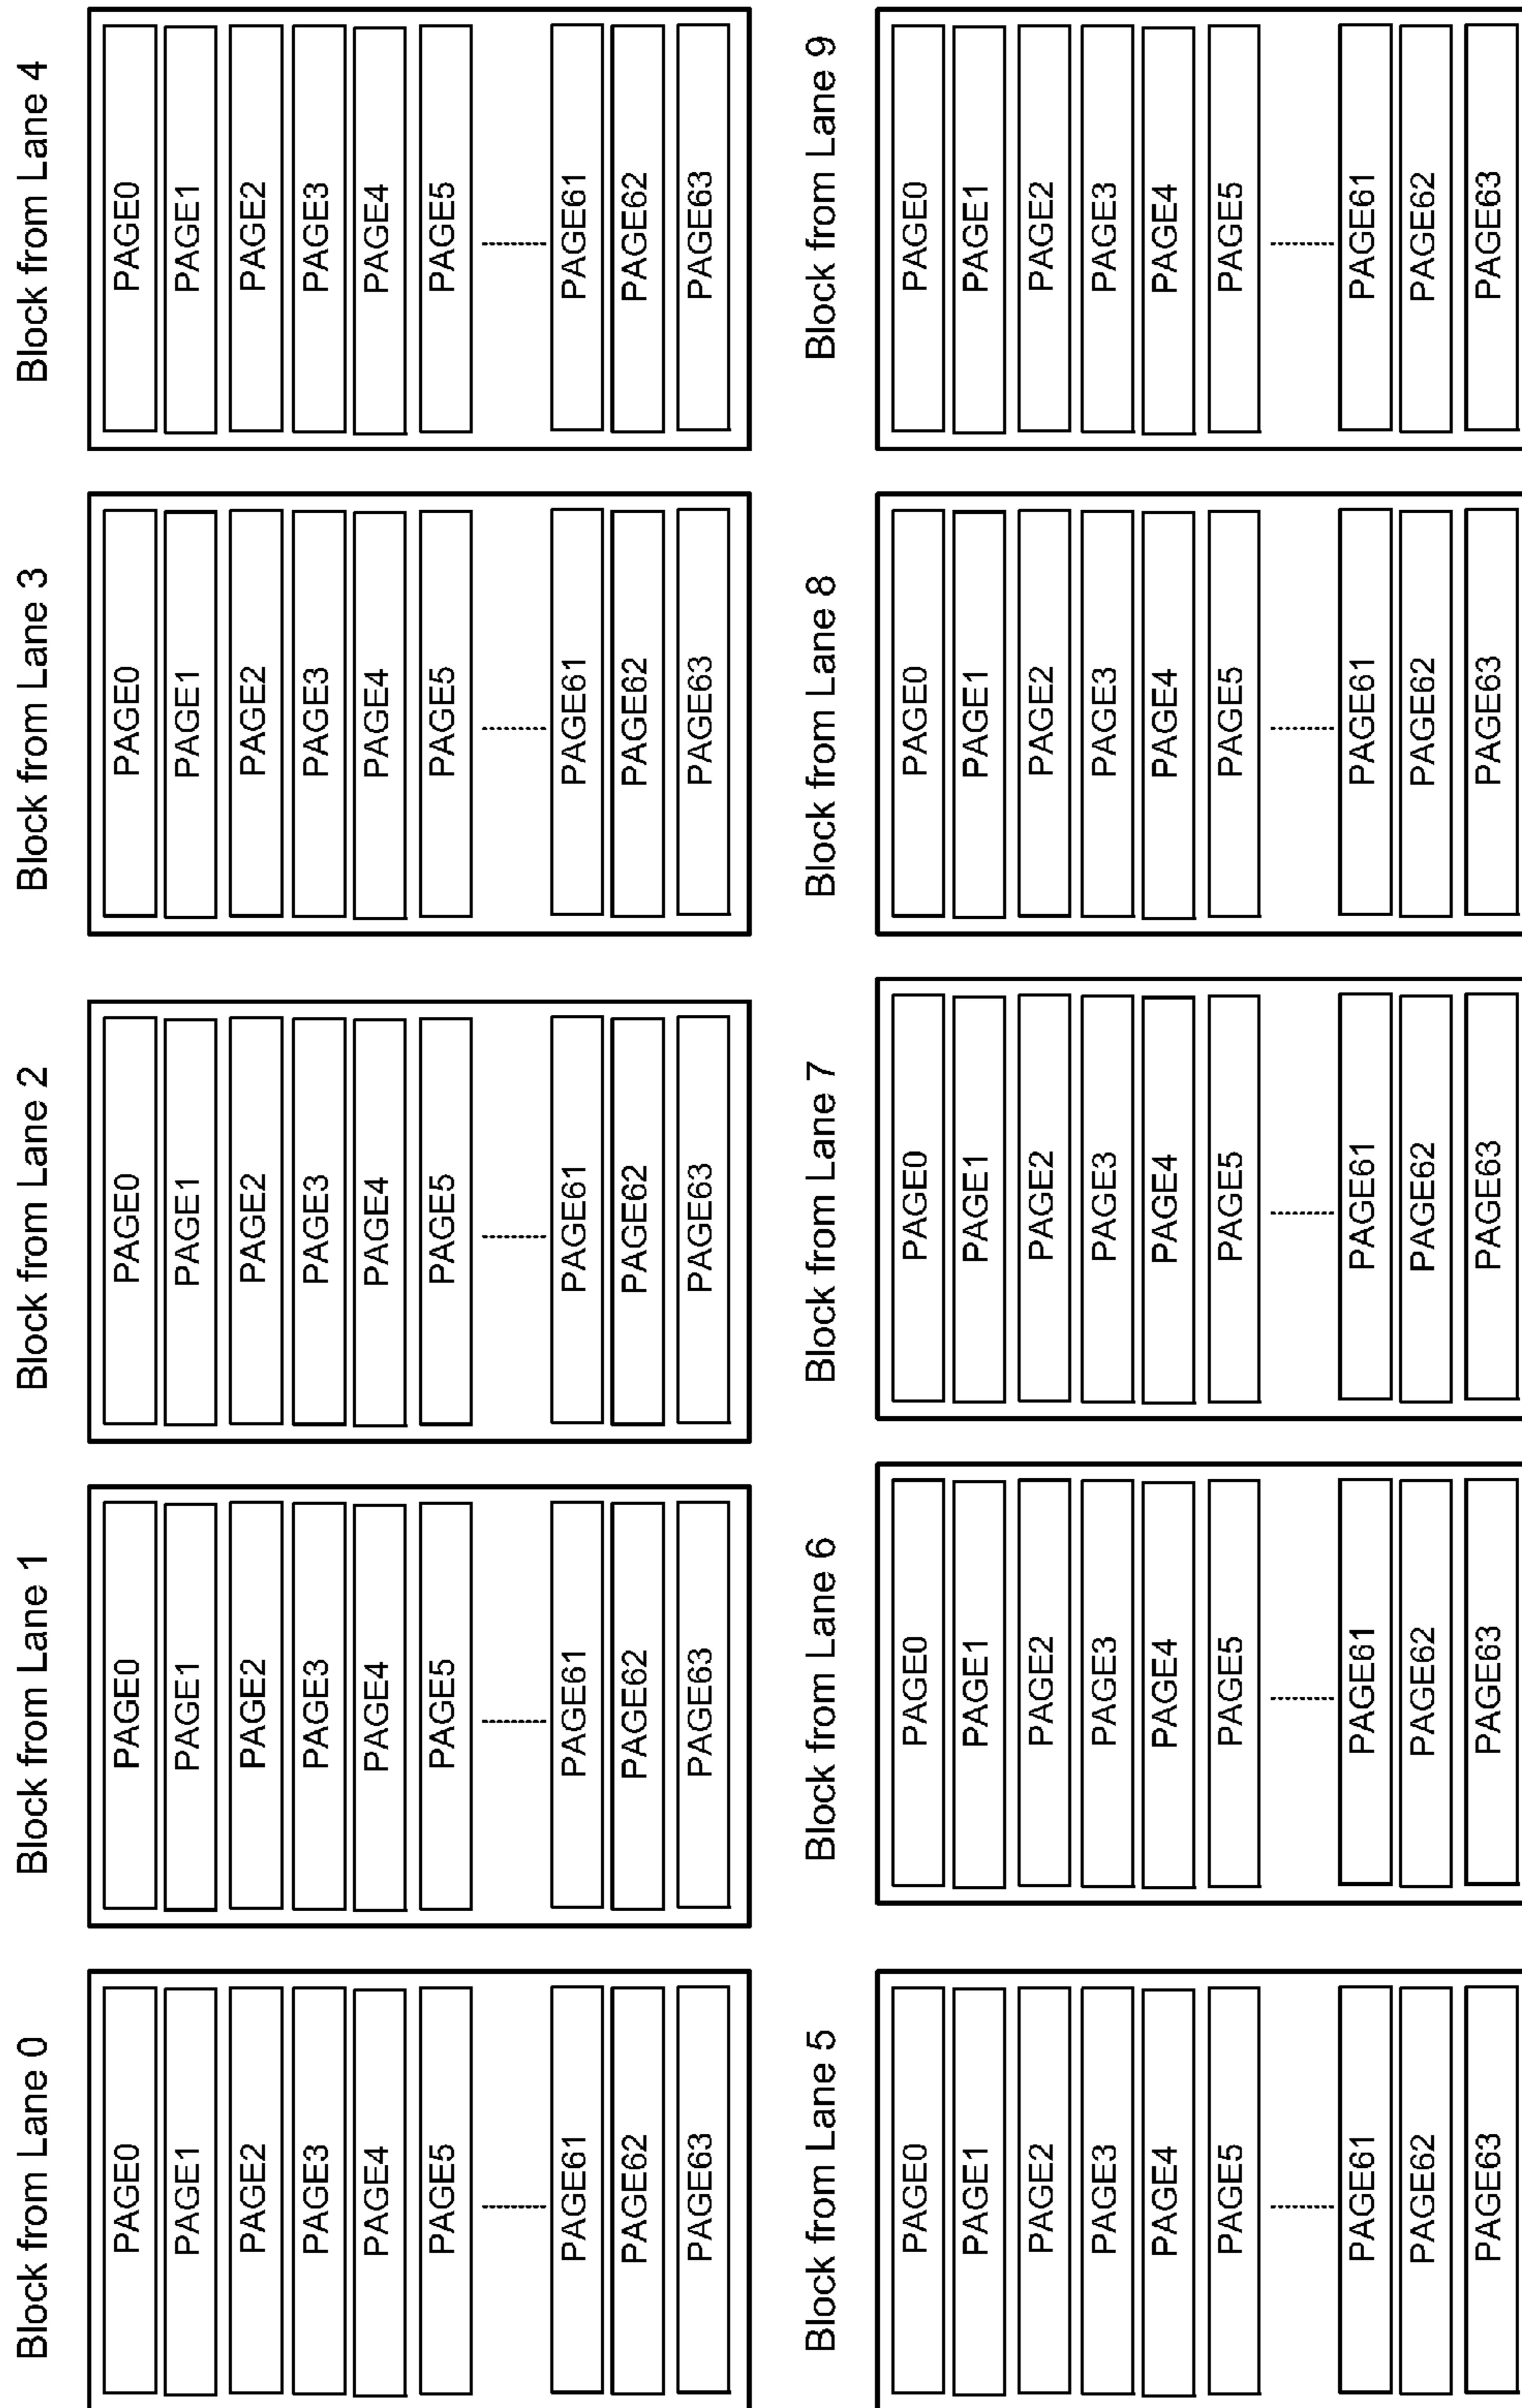 Block from Lane 0
PAGE0
PAGE1
PAGE2
PAGE3
PAGE4
PAGE5
PAGE61
PAGE62
PAGE63
Block from Lane 1
PAGE0
PAGE1
PAGE2
PAGE3
PAGE4
PAGE5
PAGE61
PAGE62
PAGE63
Block from Lane 2
PAGE0
PAGE1
PAGE2
PAGE3
PAGE4
PAGE5
PAGE61
PAGE62
PAGE63
Block from Lane 3
PAGE0
PAGE1
PAGE2
PAGE3
PAGE4
PAGE5
PAGE61
PAGE62
PAGE63
Block from Lane 4
PAGE0
PAGE1
PAGE2
PAGE3
PAGE4
PAGE5
PAGE61
PAGE62
PAGE63
Block from Lane 5
PAGE0
PAGE1
PAGE2
PAGE3
PAGE4
PAGE5
PAGE61
PAGE62
PAGE63
Block from Lane 6
PAGE0
PAGE1
PAGE2
PAGE3
PAGE4
PAGE5
PAGE61
PAGE62
PAGE63
Block from Lane 7
PAGE0
PAGE1
PAGE2
PAGE3
PAGE4
PAGE5
PAGE61
PAGE62
PAGE63
Block from Lane 8
PAGE0
PAGE1
PAGE2
PAGE3
PAGE4
PAGE5
PAGE61
PAGE62
PAGE63
Block from Lane 9
PAGE0
PAGE1
PAGE2
PAGE3
PAGE4
PAGE5
PAGE61
PAGE62
PAGE63